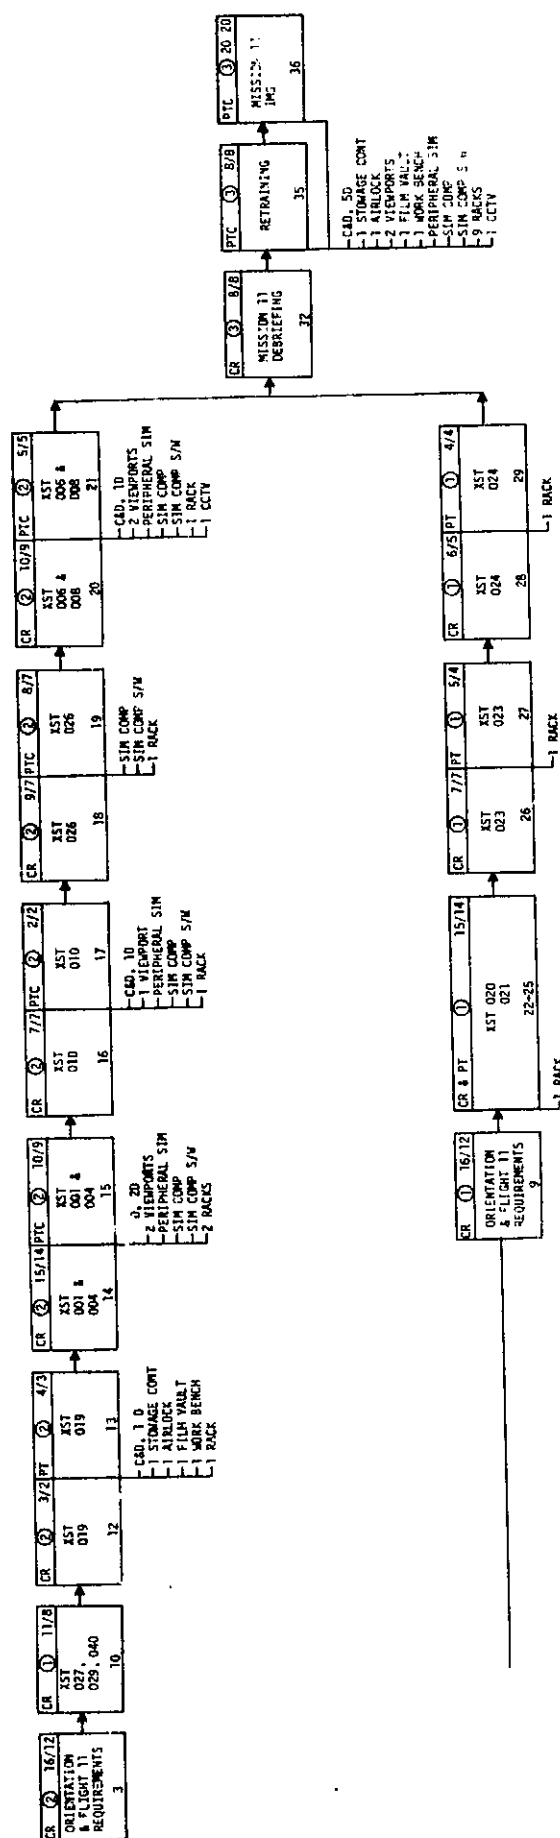 CR (2) 16/12
ORIENTATION
& FLIGHT 11
REQUIREMENTS
3
CR (1) 11/8
XST
027,
029, 040
10
CR (2) 3/2
XST
019
12
PT (2) 4/3
XST
019
13
C&D, 1 D
1 STOWAGE CONT
1 AIRLOCK
1 FILM VAULT
1 WORK BENCH
1 RACK
CR (2) 15/14
XST
001 &
004
14
PTC (2) 10/9
XST
001 &
004
15
2D
2 VIEWPORTS
PERIPHERAL SIM
SIM COMP
SIM COMP S/W
2 RACKS
CR (2) 7/7
XST
010
16
PTC (2) 2/2
XST
010
17
C&D, 1D
1 VIEWPORT
PERIPHERAL SIM
SIM COMP
SIM COMP S/W
1 RACK
CR (2) 9/7
XST
026
18
PTC (2) 8/7
XST
026
19
SIM COMP
SIM COMP S/W
1 RACK
CR (2) 10/9
XST
006 &
008
20
PTC (2) 5/5
XST
006 &
008
21
C&D, 1D
2 VIEWPORTS
PERIPHERAL SIM
SIM COMP
SIM COMP S/W
1 RACK
1 CCTV
CR (1) 16/12
ORIENTATION
& FLIGHT 11
REQUIREMENTS
9
CR & PT (1) 15/14
XST 020
021
22-25
1 RACK
CR (1) 7/7
XST
023
26
PT (1) 5/4
XST
023
27
1 RACK
CR (1) 6/5
XST
024
28
PT (1) 4/4
XST
024
29
1 RACK
CR (3) 8/8
MISSION 11
DEBRIEFING
32
PTC (3) 8/8
RETRAINING
35
PTC (3) 20 20
MISSION 11
IMS
36
C&D, 5D
1 STOWAGE CONT
1 AIRLOCK
2 VIEWPORTS
1 FILM VAULT
1 WORK BENCH
PERIPHERAL SIM
SIM COMP
SIM COMP S/W
9 RACKS
1 CCTV